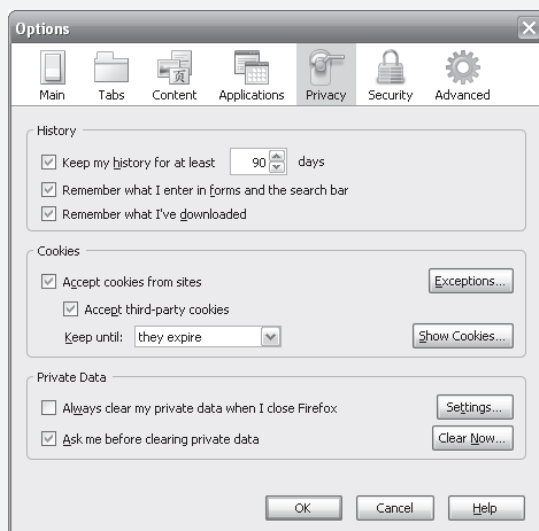 Options
Main Tabs Content Applications Privacy Security Advanced
History
Keep my history for at least 90 days
Remember what I enter in forms and the search bar
Remember what I've downloaded
Cookies
Accept cookies from sites Exceptions...
Accept third-party cookies
Keep until: they expire Show Cookies...
Private Data
Always clear my private data when I close Firefox Settings...
Ask me before clearing private data Clear Now...
OK Cancel Help